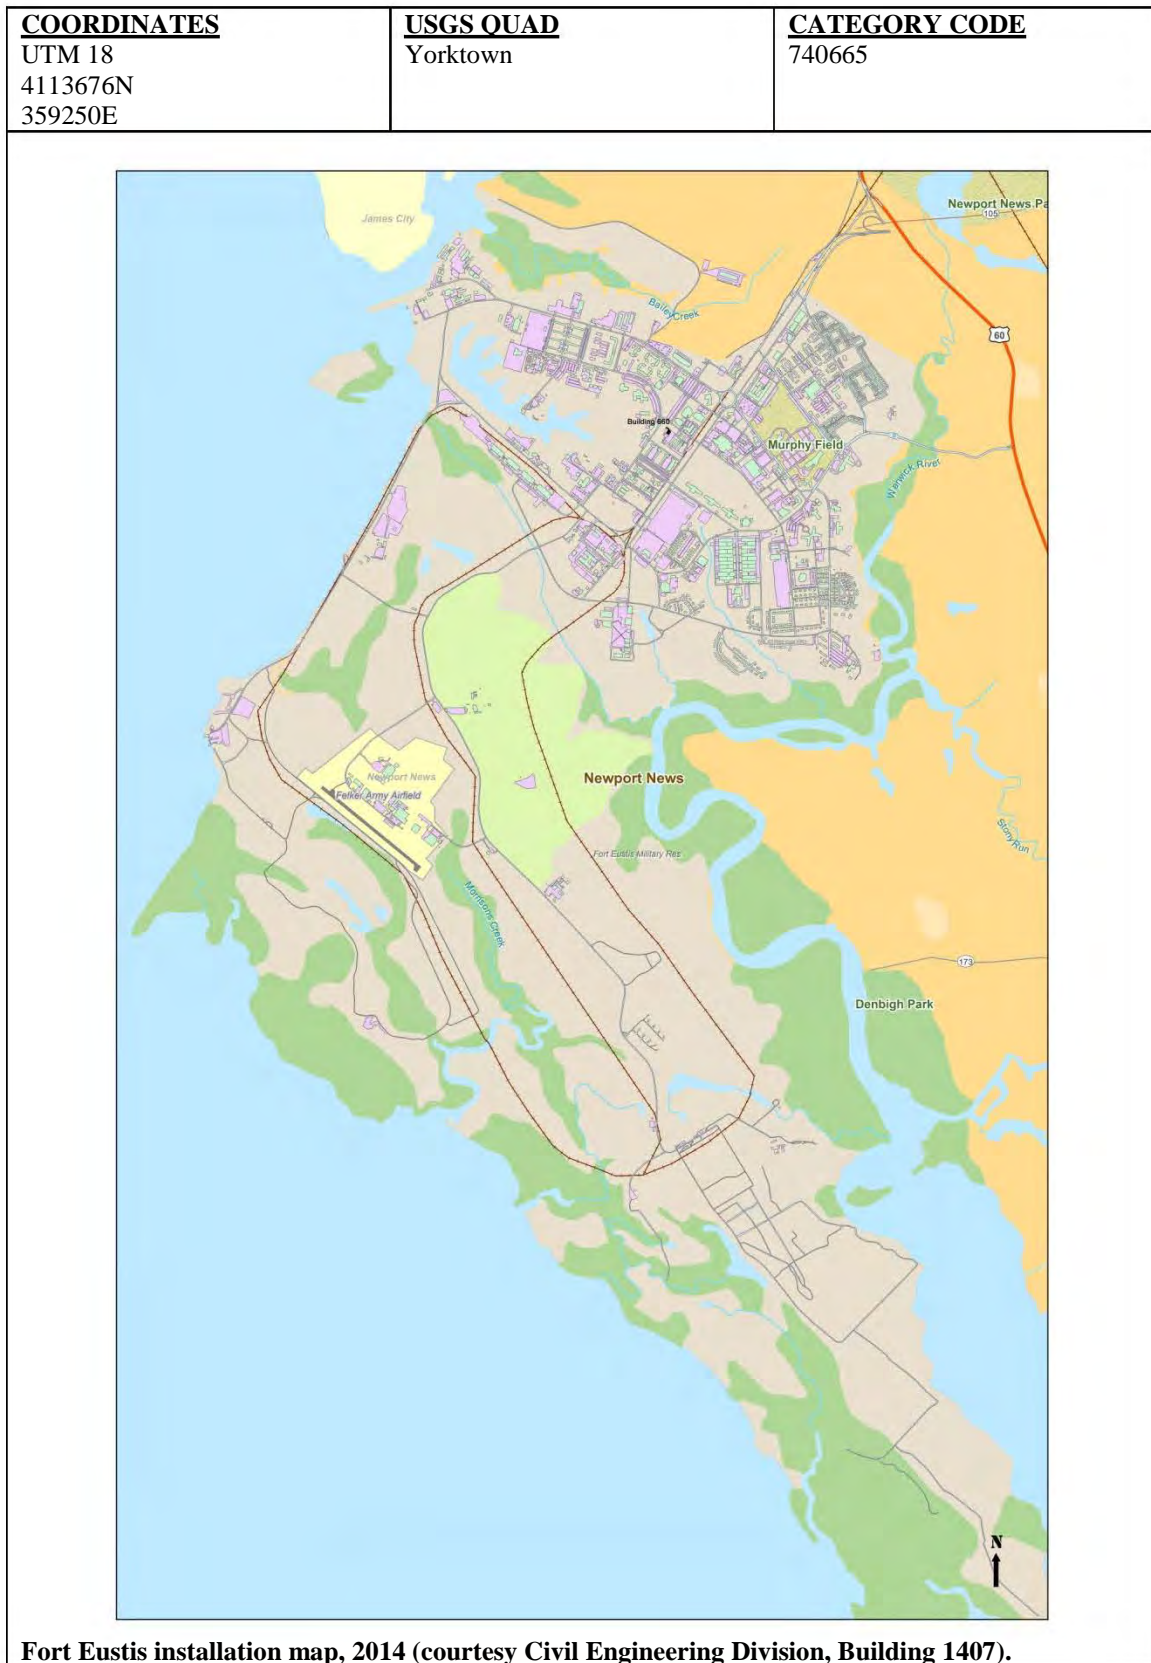 COORDINATES
UTM 18
4113676N
359250E
USGS QUAD
Yorktown
CATEGORY CODE
740665
James City
Newport News Pa
105
Bailey Creek
60
Building 660
Murphy Field
Warwick River
Newport News
Newport News
Felker Army Airfield
Stony Run
Fort Eustis Military Res
Morrisons Creek
173
Denbigh Park
N
Fort Eustis installation map, 2014 (courtesy Civil Engineering Division, Building 1407).